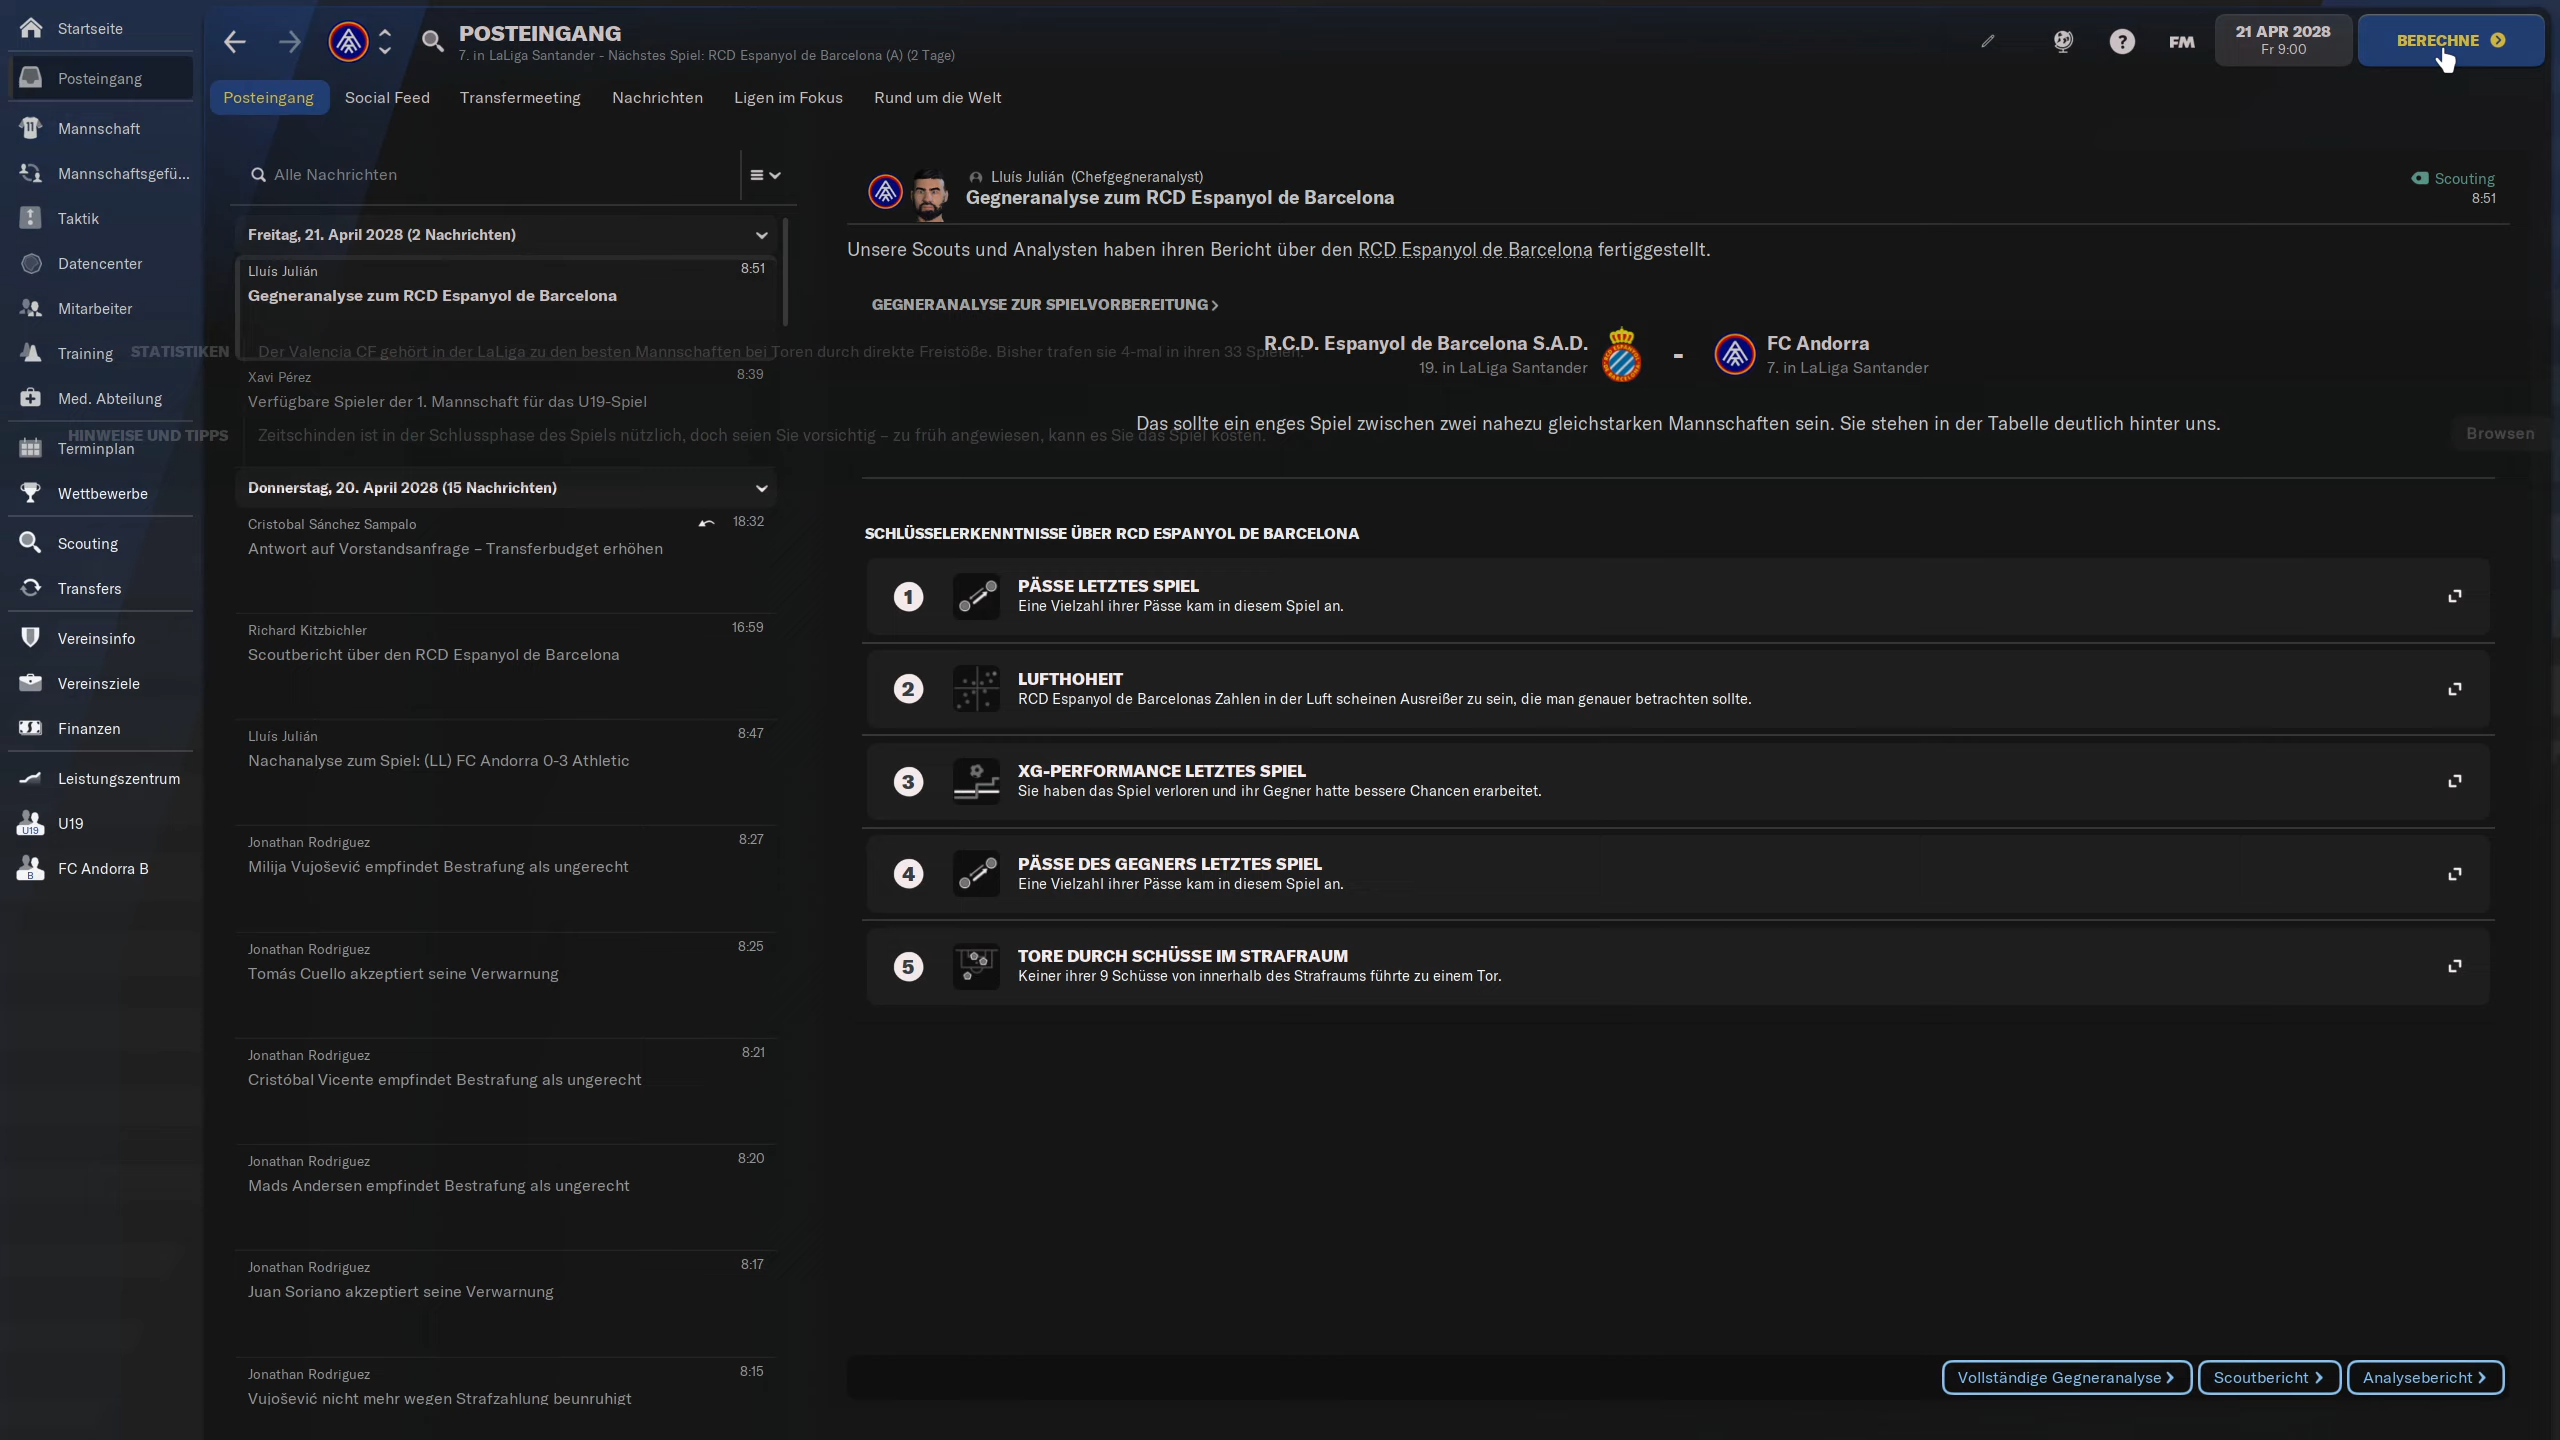 Startseite
Posteingang
Mannschaft
Mannschaftsgefü...
Taktik
Datencenter
Mitarbeiter
Training
Med. Abteilung
Terminplan
Wettbewerbe
Scouting
Transfers
Vereinsinfo
Vereinsziele
Finanzen
Leistungszentrum
U19
U19
B
FC Andorra B
POSTEINGANG
7. in LaLiga Santander - Nächstes Spiel: RCD Espanyol de Barcelona (A) (2 Tage)
FM
21 APR 2028
Fr 9:00
BERECHNE
Posteingang Social Feed Transfermeeting Nachrichten Ligen im Fokus Rund um die Welt
Alle Nachrichten
Freitag, 21. April 2028 (2 Nachrichten)
Lluís Julián 8:51
Gegneranalyse zum RCD Espanyol de Barcelona
STATISTIKEN Der Valencia CF gehört in der LaLiga zu den besten Mannschaften bei Toren durch direkte Freistöße. Bisher trafen sie 4-mal in ihren 33 Spielen.
Xavi Pérez 8:39
Verfügbare Spieler der 1. Mannschaft für das U19-Spiel
HINWEISE UND TIPPS Zeitschinden ist in der Schlussphase des Spiels nützlich, doch seien Sie vorsichtig – zu früh angewiesen, kann es Sie das Spiel kosten.
Browsen
Donnerstag, 20. April 2028 (15 Nachrichten)
Cristobal Sánchez Sampalo 18:32
Antwort auf Vorstandsanfrage – Transferbudget erhöhen
Richard Kitzbichler 16:59
Scoutbericht über den RCD Espanyol de Barcelona
Lluís Julián 8:47
Nachanalyse zum Spiel: (LL) FC Andorra 0-3 Athletic
Jonathan Rodriguez 8:27
Milija Vujošević empfindet Bestrafung als ungerecht
Jonathan Rodriguez 8:25
Tomás Cuello akzeptiert seine Verwarnung
Jonathan Rodriguez 8:21
Cristóbal Vicente empfindet Bestrafung als ungerecht
Jonathan Rodriguez 8:20
Mads Andersen empfindet Bestrafung als ungerecht
Jonathan Rodriguez 8:17
Juan Soriano akzeptiert seine Verwarnung
Jonathan Rodriguez 8:15
Vujošević nicht mehr wegen Strafzahlung beunruhigt
Lluís Julián (Chefgegneranalyst)
Gegneranalyse zum RCD Espanyol de Barcelona
Scouting
8:51
Unsere Scouts und Analysten haben ihren Bericht über den RCD Espanyol de Barcelona fertiggestellt.
GEGNERANALYSE ZUR SPIELVORBEREITUNG
R.C.D. Espanyol de Barcelona S.A.D. - FC Andorra
19. in LaLiga Santander 7. in LaLiga Santander
Das sollte ein enges Spiel zwischen zwei nahezu gleichstarken Mannschaften sein. Sie stehen in der Tabelle deutlich hinter uns.
SCHLÜSSELERKENNTNISSE ÜBER RCD ESPANYOL DE BARCELONA
1 PÄSSE LETZTES SPIEL
Eine Vielzahl ihrer Pässe kam in diesem Spiel an.
2 LUFTHOHEIT
RCD Espanyol de Barcelonas Zahlen in der Luft scheinen Ausreißer zu sein, die man genauer betrachten sollte.
3 XG-PERFORMANCE LETZTES SPIEL
Sie haben das Spiel verloren und ihr Gegner hatte bessere Chancen erarbeitet.
4 PÄSSE DES GEGNERS LETZTES SPIEL
Eine Vielzahl ihrer Pässe kam in diesem Spiel an.
5 TORE DURCH SCHÜSSE IM STRAFRAUM
Keiner ihrer 9 Schüsse von innerhalb des Strafraums führte zu einem Tor.
Vollständige Gegneranalyse Scoutbericht Analysebericht